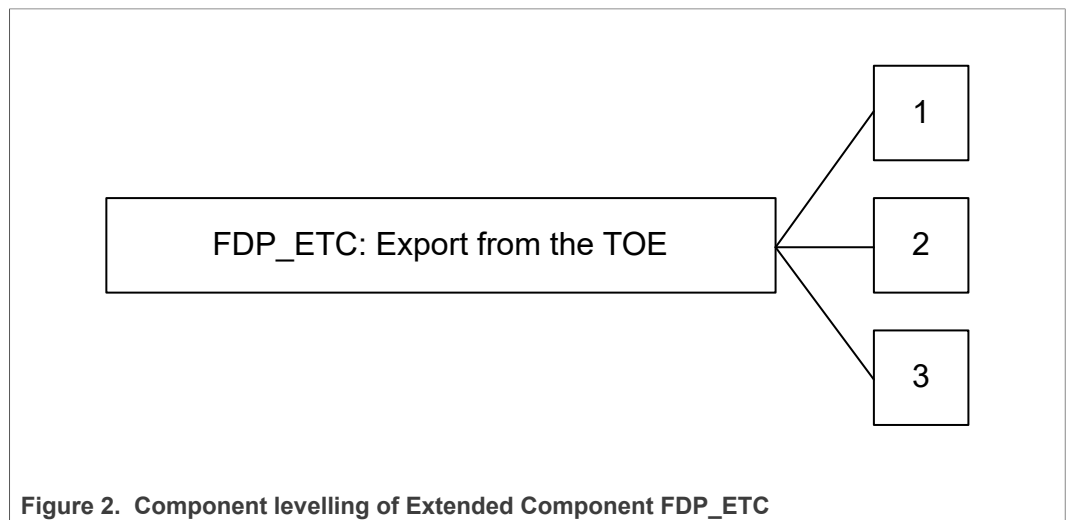 1
FDP_ETC: Export from the TOE
2
3
Figure 2. Component levelling of Extended Component FDP_ETC